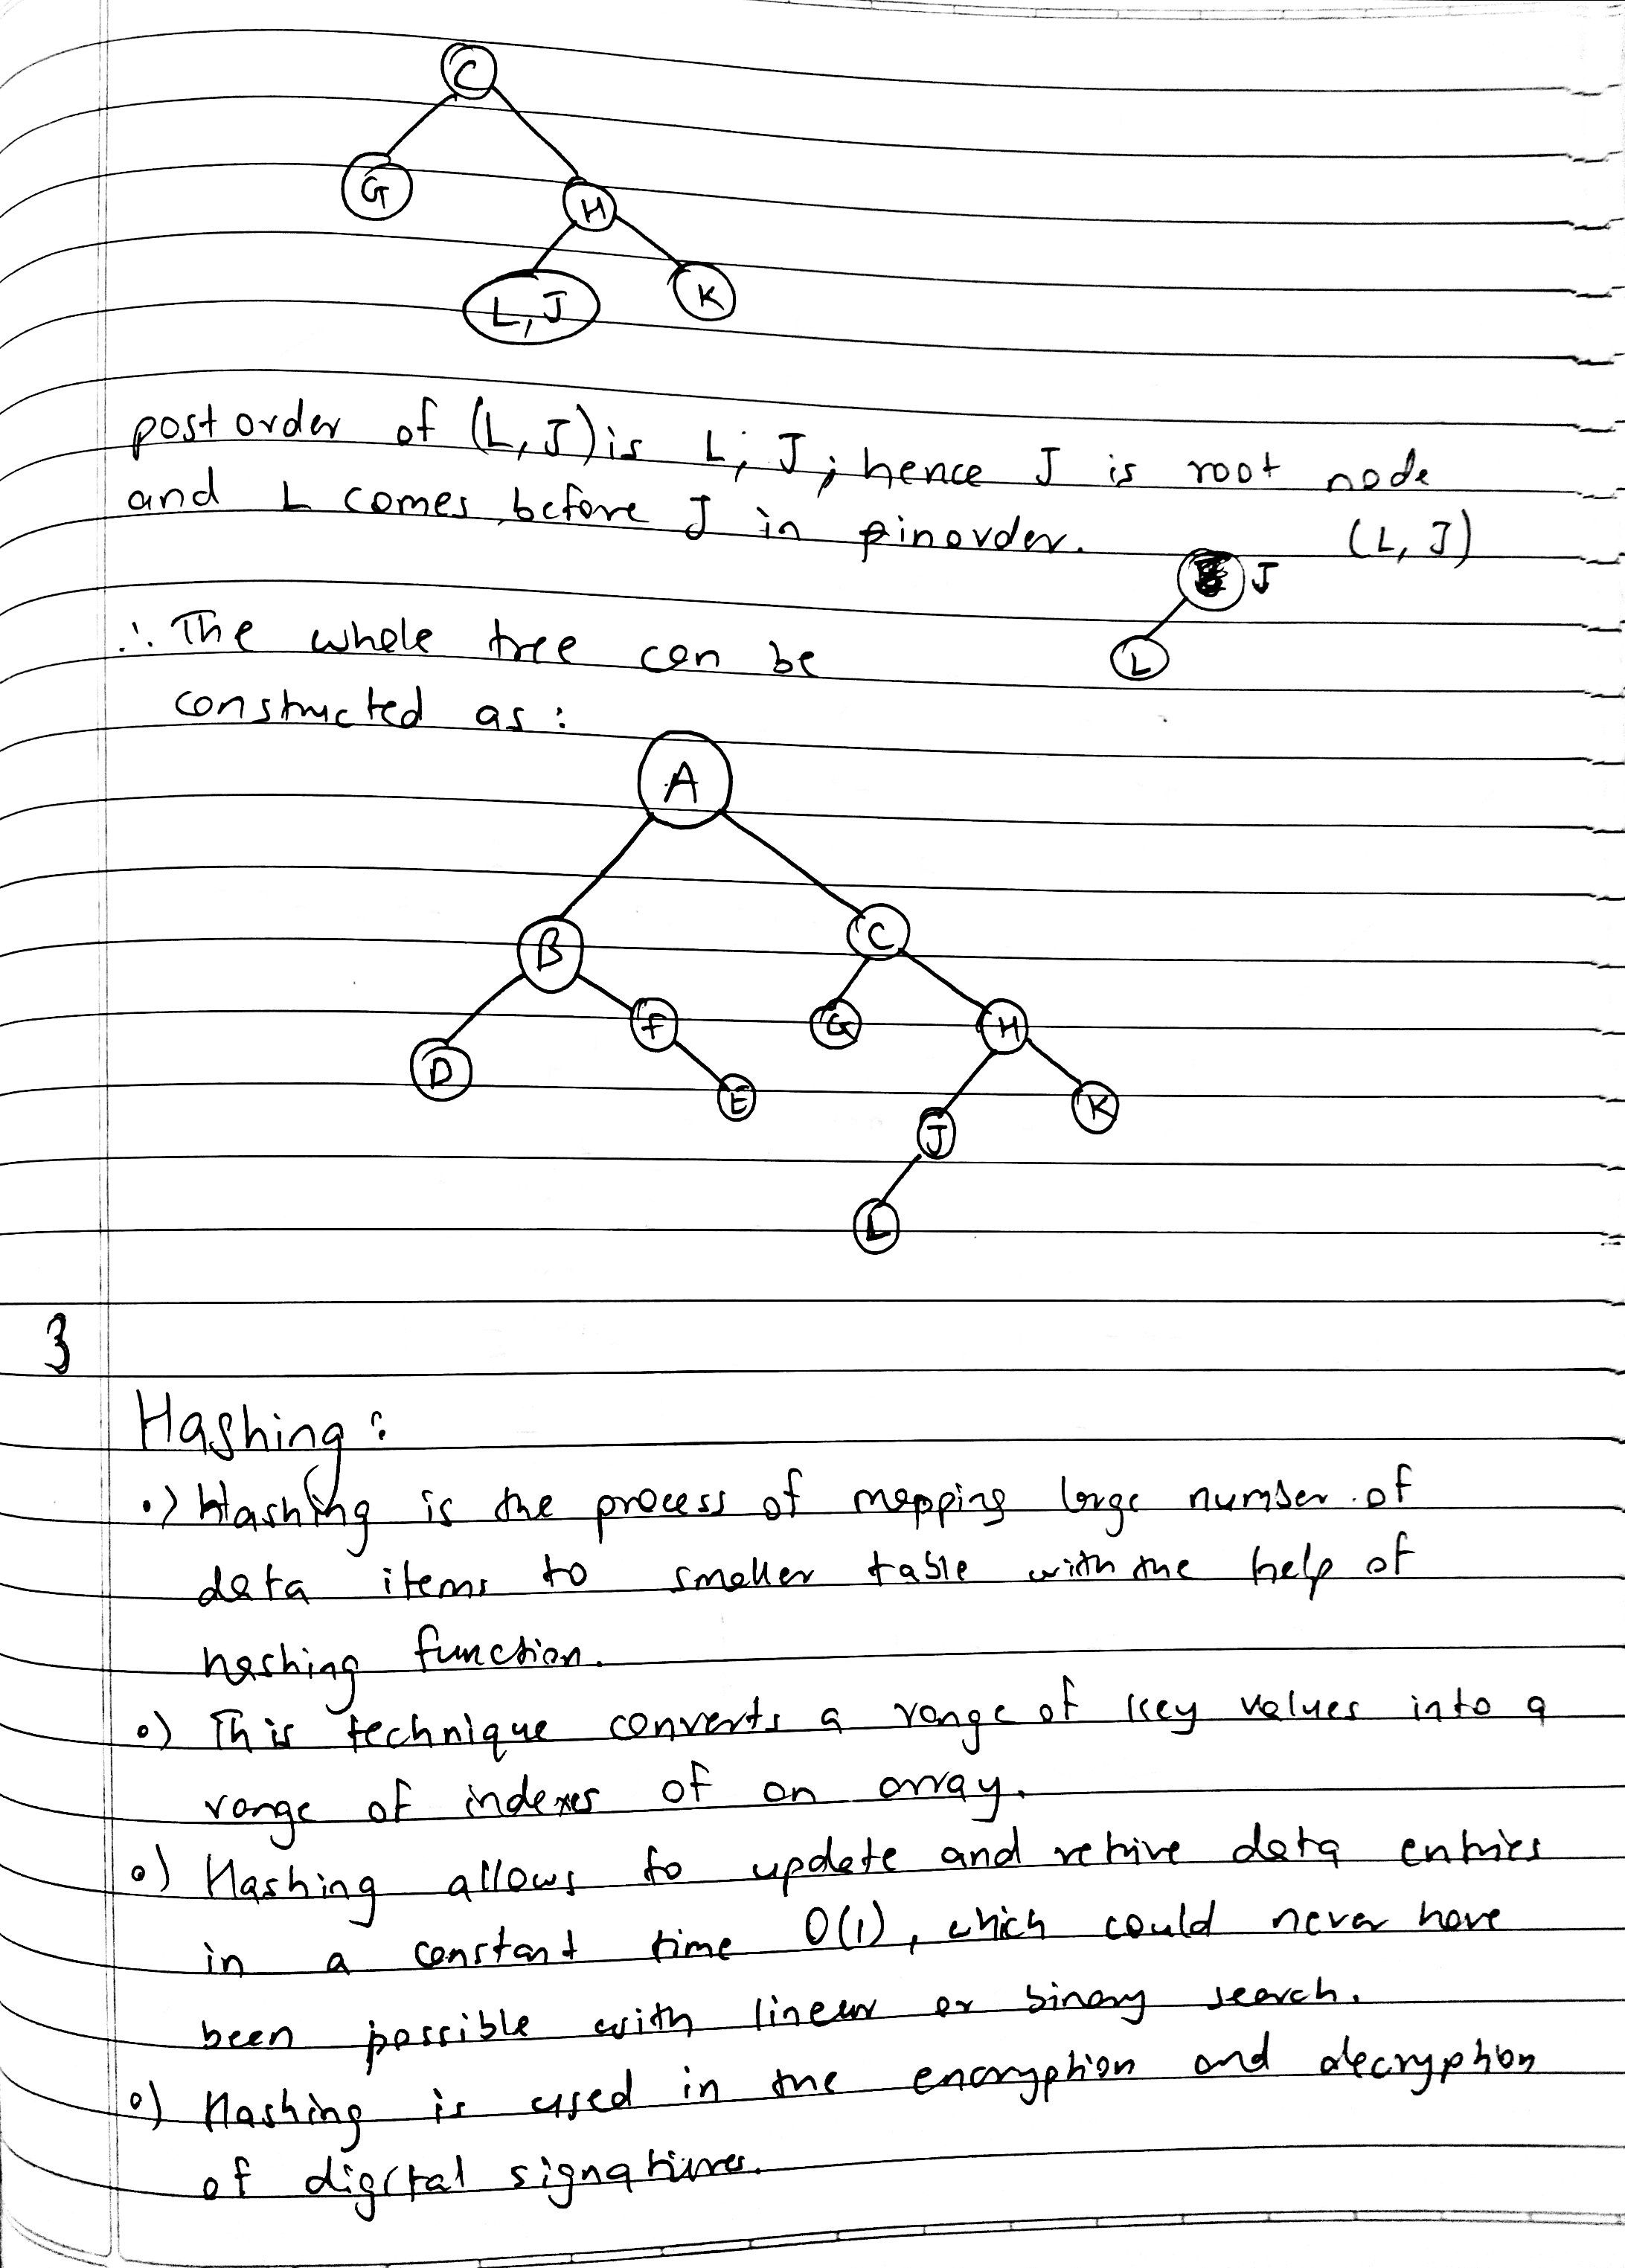 C
G
H
L, J
K
post order of (L, J) is L, J; hence J is root node
and L comes before J in pinorder.
(L, J)
J
L
∴ The whole tree can be
constructed as:
A
B
C
D
F
G
H
E
J
K
L
3
Hashing:
•) Hashing is the process of mapping large number of
data items to smaller table with the help of
hashing function.
•) This technique converts a range of key values into a
range of indexes of an array.
•) Hashing allows to update and retrive data entries
in a constant time O(1), which could never have
been possible with linear or binary search.
•) Hashing is used in the encryption and decryption
of digital signatures.